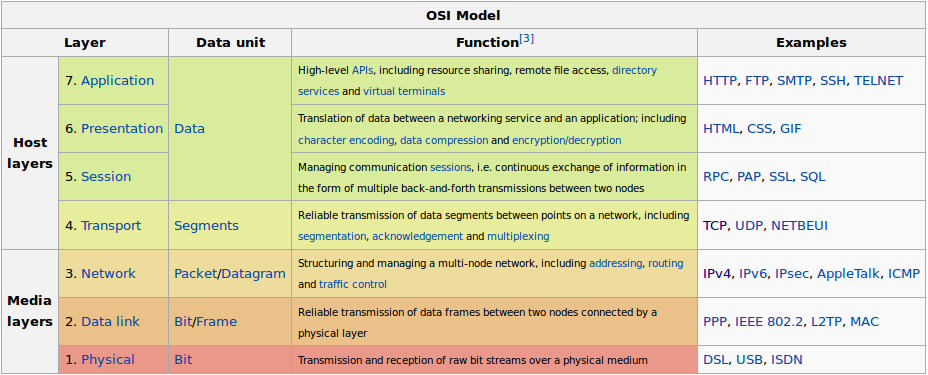 OSI Model
Layer Data unit Function[3] Examples
Host layers
7. Application
Data
High-level APIs, including resource sharing, remote file access, directory
services and virtual terminals
HTTP, FTP, SMTP, SSH, TELNET
6. Presentation
Translation of data between a networking service and an application; including
character encoding, data compression and encryption/decryption
HTML, CSS, GIF
5. Session
Managing communication sessions, i.e. continuous exchange of information in
the form of multiple back-and-forth transmissions between two nodes
RPC, PAP, SSL, SQL
4. Transport
Segments
Reliable transmission of data segments between points on a network, including
segmentation, acknowledgement and multiplexing
TCP, UDP, NETBEUI
Media layers
3. Network
Packet/Datagram
Structuring and managing a multi-node network, including addressing, routing
and traffic control
IPv4, IPv6, IPsec, AppleTalk, ICMP
2. Data link
Bit/Frame
Reliable transmission of data frames between two nodes connected by a
physical layer
PPP, IEEE 802.2, L2TP, MAC
1. Physical
Bit
Transmission and reception of raw bit streams over a physical medium
DSL, USB, ISDN